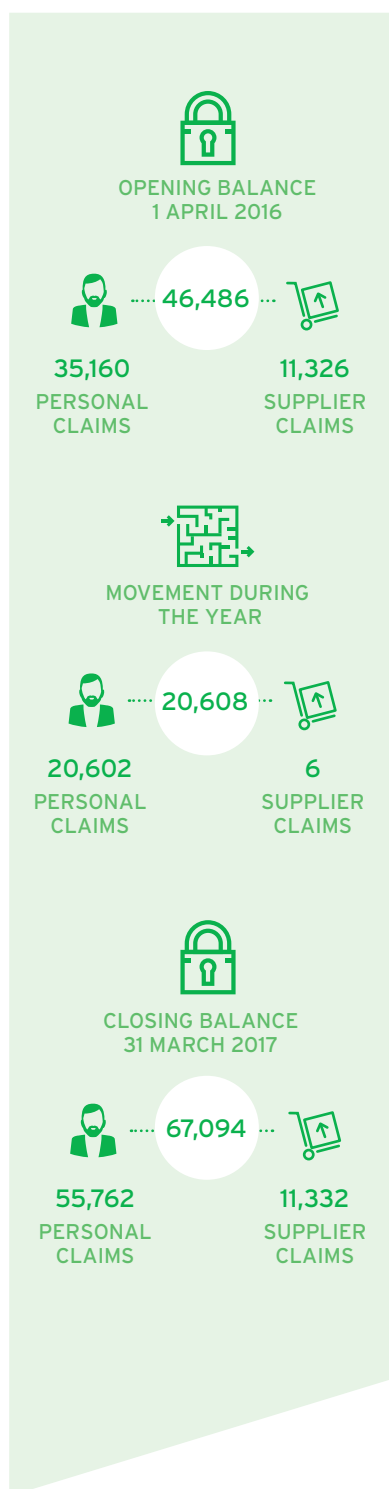 OPENING BALANCE
1 APRIL 2016
46,486
35,160
PERSONAL
CLAIMS
11,326
SUPPLIER
CLAIMS
MOVEMENT DURING
THE YEAR
20,608
20,602
PERSONAL
CLAIMS
6
SUPPLIER
CLAIMS
CLOSING BALANCE
31 MARCH 2017
67,094
55,762
PERSONAL
CLAIMS
11,332
SUPPLIER
CLAIMS